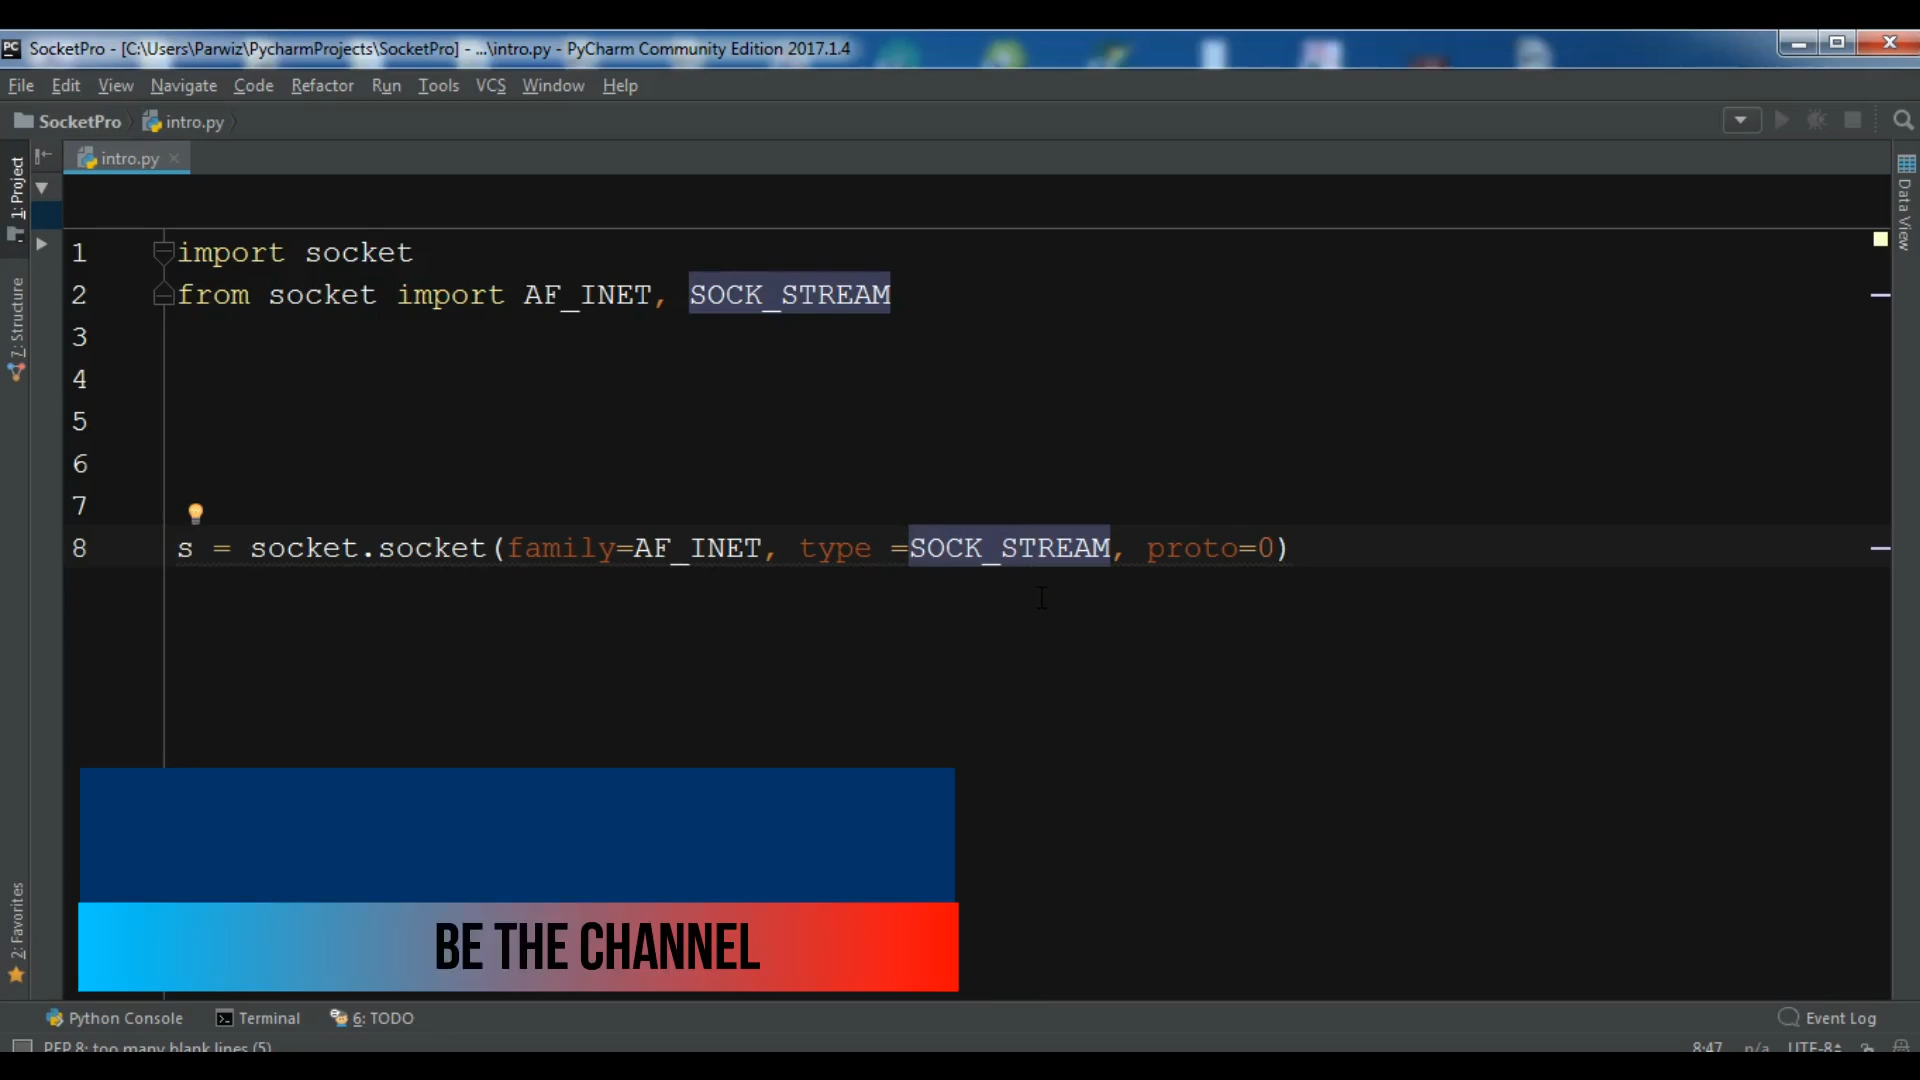 SocketPro - [C:\Users\Parwiz\PycharmProjects\SocketPro] - ...\intro.py - PyCharm Community Edition 2017.1.4
File Edit View Navigate Code Refactor Run Tools VCS Window Help
SocketPro intro.py
intro.py
1: Project
7: Structure
2: Favorites
Data View
1 import socket
2 from socket import AF_INET, SOCK_STREAM
3
4
5
6
7
8 s = socket.socket(family=AF_INET, type =SOCK_STREAM, proto=0)
BE THE CHANNEL
Python Console Terminal 6: TODO Event Log
PEP 8: too many blank lines (5) 8:47 n/a UTF-8